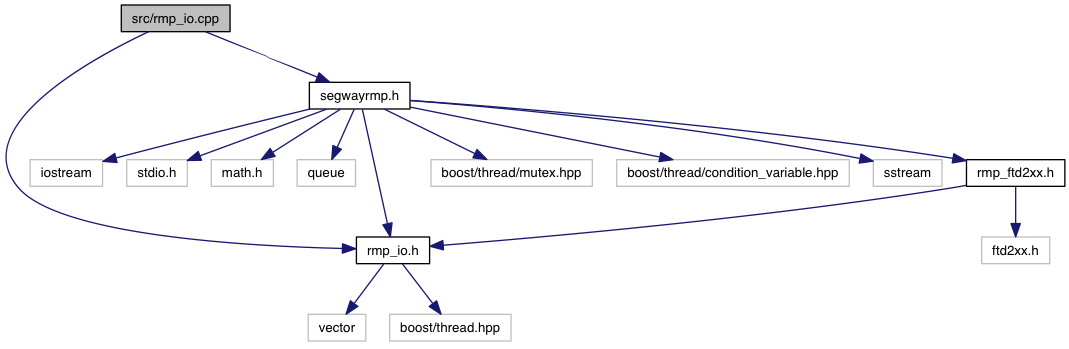 src/rmp_io.cpp
segwayrmp.h
iostream
stdio.h
math.h
queue
boost/thread/mutex.hpp
boost/thread/condition_variable.hpp
sstream
rmp_ftd2xx.h
rmp_io.h
ftd2xx.h
vector
boost/thread.hpp